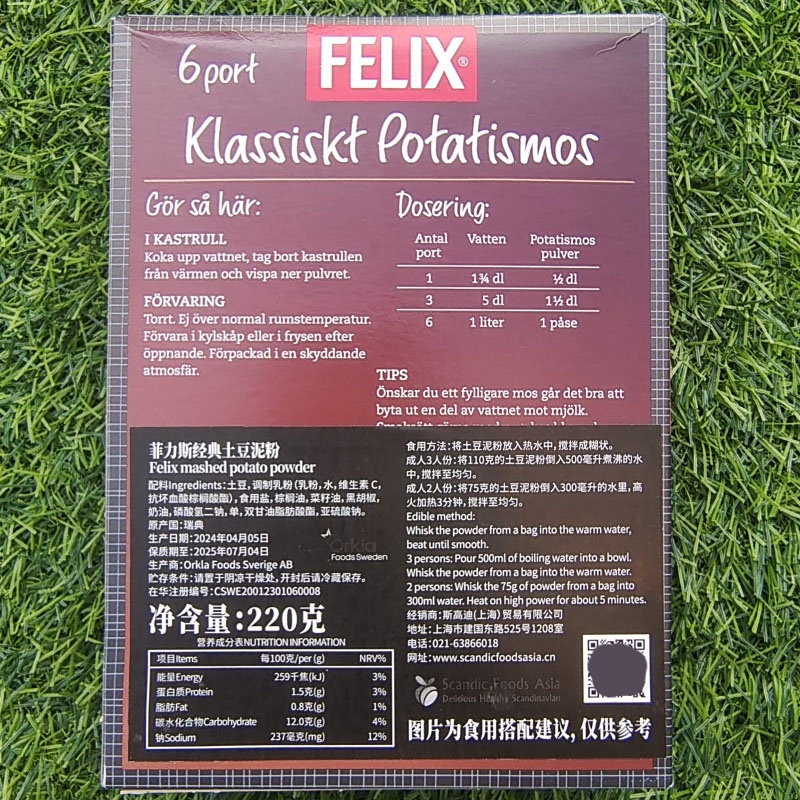 6 port
FELIX®
Klassiskt Potatismos
Gör så här:
I KASTRULL
Koka upp vattnet, tag bort kastrullen
från värmen och vispa ner pulvret.
FÖRVARING
Torrt. Ej över normal rumstemperatur.
Förvara i kylskåp eller i frysen efter
öppnande. Förpackad i en skyddande
atmosfär.
Dosering:
Antal port Vatten Potatismos pulver
1 1¾ dl ½ dl
3 5 dl 1½ dl
6 1 liter 1 påse
TIPS
Önskar du ett fylligare mos går det bra att
byta ut en del av vattnet mot mjölk.
菲力斯经典土豆泥粉
Felix mashed potato powder
配料Ingredients:土豆,调制乳粉(乳粉,水,维生素 C,
抗坏血酸棕榈酸酯),食用盐,棕榈油,菜籽油,黑胡椒,
奶油,磷酸氢二钠,单,双甘油脂肪酸酯,亚硫酸钠。
原产国:瑞典
生产日期:2024年04月05日
保质期至:2025年07月04日
生产商:Orkla Foods Sverige AB
贮存条件:请置于阴凉干燥处,开封后请冷藏保存。
在华注册编号:CSWE20012301060008
Orkla
Foods Sweden
净含量:220克
营养成分表NUTRITION INFORMATION
项目Items 每100克/per(g) NRV%
能量Energy 259千焦(kJ) 3%
蛋白质Protein 1.5克(g) 3%
脂肪Fat 0.8克(g) 1%
碳水化合物Carbohydrate 12.0克(g) 4%
钠Sodium 237毫克(mg) 12%
食用方法:将土豆泥粉放入热水中,搅拌成糊状。
成人3人份:将110克的土豆泥粉倒入500毫升煮沸的水
中,搅拌至均匀。
成人2人份:将75克的土豆泥粉倒入300毫升的水里,高
火加热3分钟,搅拌至均匀。
Edible method:
Whisk the powder from a bag into the warm water,
beat until smooth.
3 persons: Pour 500ml of boiling water into a bowl.
Whisk the powder from a bag into the warm water.
2 persons: Whisk the 75g of powder from a bag into
300ml water. Heat on high power for about 5 minutes.
经销商:斯高迪(上海)贸易有限公司
地址:上海市建国东路525号1208室
电话:021-63866018
网址:www.scandicfoodsasia.cn
Scandic Foods Asia
Delicious Healthy Scandinavian
图片为食用搭配建议,仅供参考